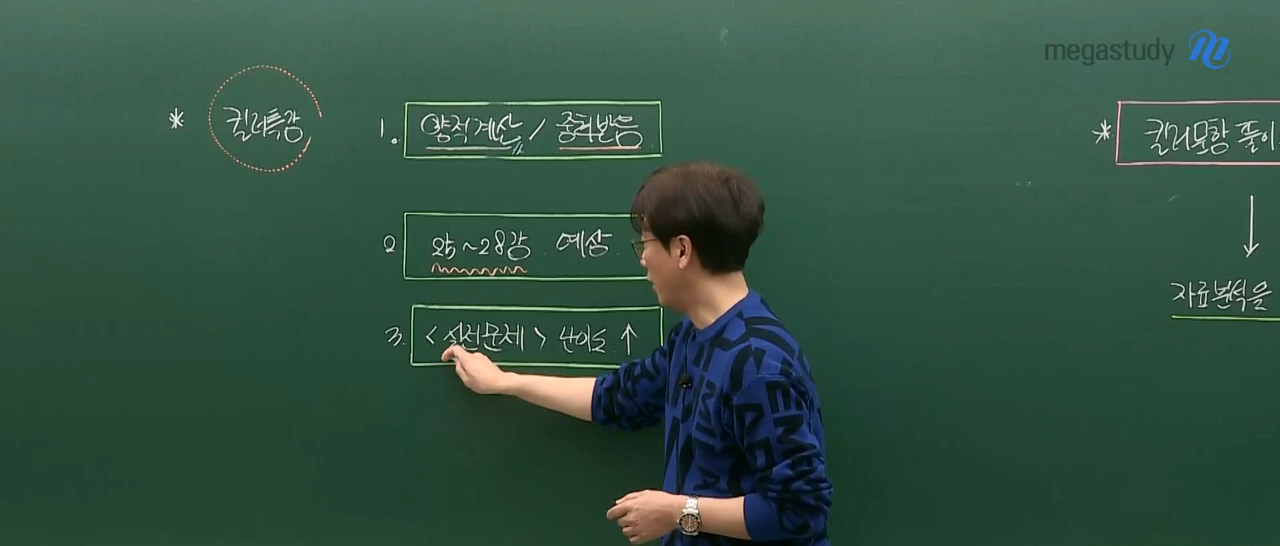 megastudy
* 킬러특강
1. 양적계산 / 중화반응
2 25~28강 예상
3. <실전문제> 난이도 ↑
* 킬러문항 풀이
↓
자료분석을